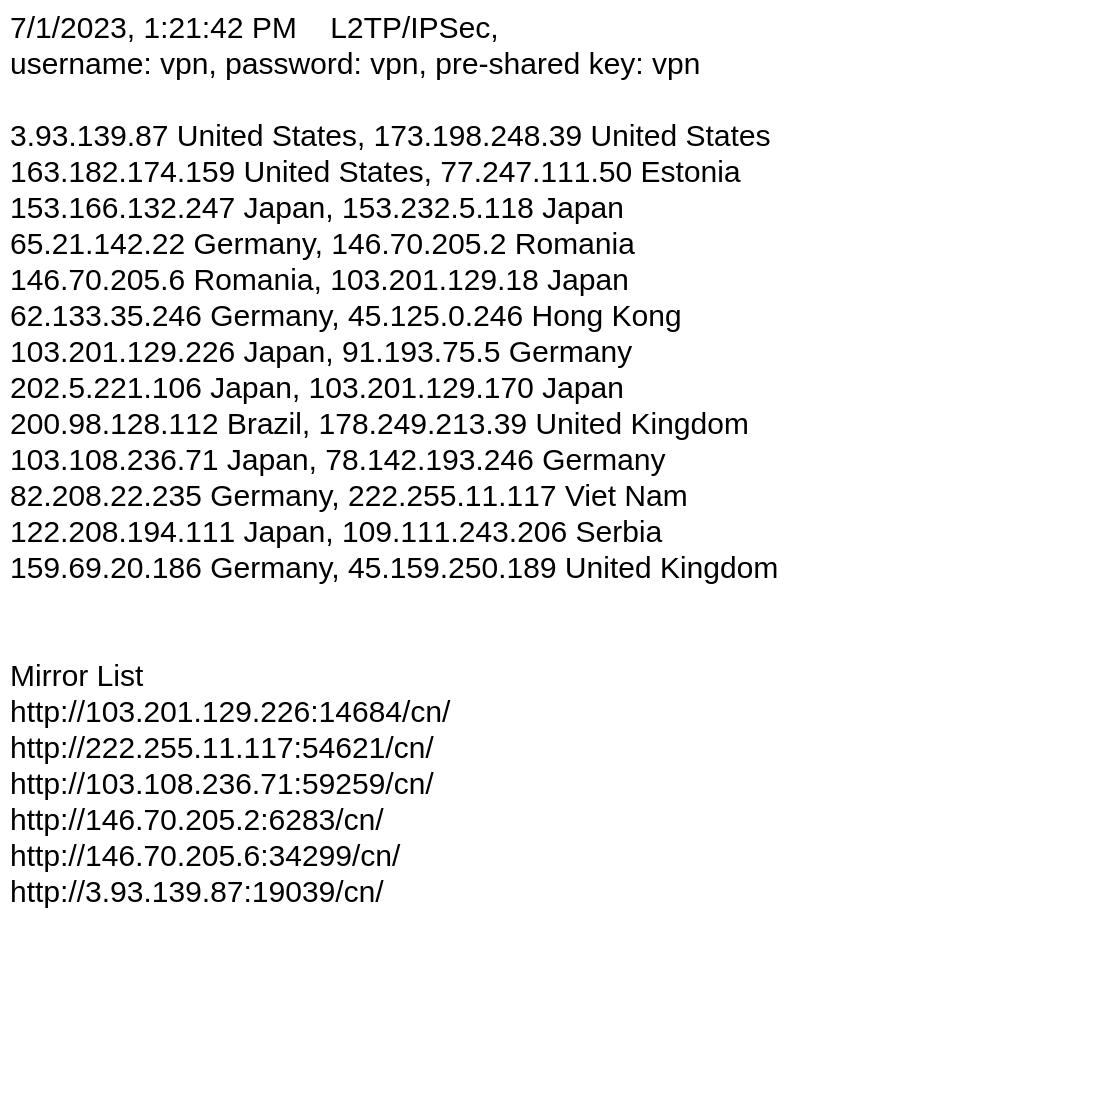 7/1/2023, 1:21:42 PM    L2TP/IPSec,
username: vpn, password: vpn, pre-shared key: vpn
3.93.139.87 United States, 173.198.248.39 United States
163.182.174.159 United States, 77.247.111.50 Estonia
153.166.132.247 Japan, 153.232.5.118 Japan
65.21.142.22 Germany, 146.70.205.2 Romania
146.70.205.6 Romania, 103.201.129.18 Japan
62.133.35.246 Germany, 45.125.0.246 Hong Kong
103.201.129.226 Japan, 91.193.75.5 Germany
202.5.221.106 Japan, 103.201.129.170 Japan
200.98.128.112 Brazil, 178.249.213.39 United Kingdom
103.108.236.71 Japan, 78.142.193.246 Germany
82.208.22.235 Germany, 222.255.11.117 Viet Nam
122.208.194.111 Japan, 109.111.243.206 Serbia
159.69.20.186 Germany, 45.159.250.189 United Kingdom
Mirror List
http://103.201.129.226:14684/cn/
http://222.255.11.117:54621/cn/
http://103.108.236.71:59259/cn/
http://146.70.205.2:6283/cn/
http://146.70.205.6:34299/cn/
http://3.93.139.87:19039/cn/